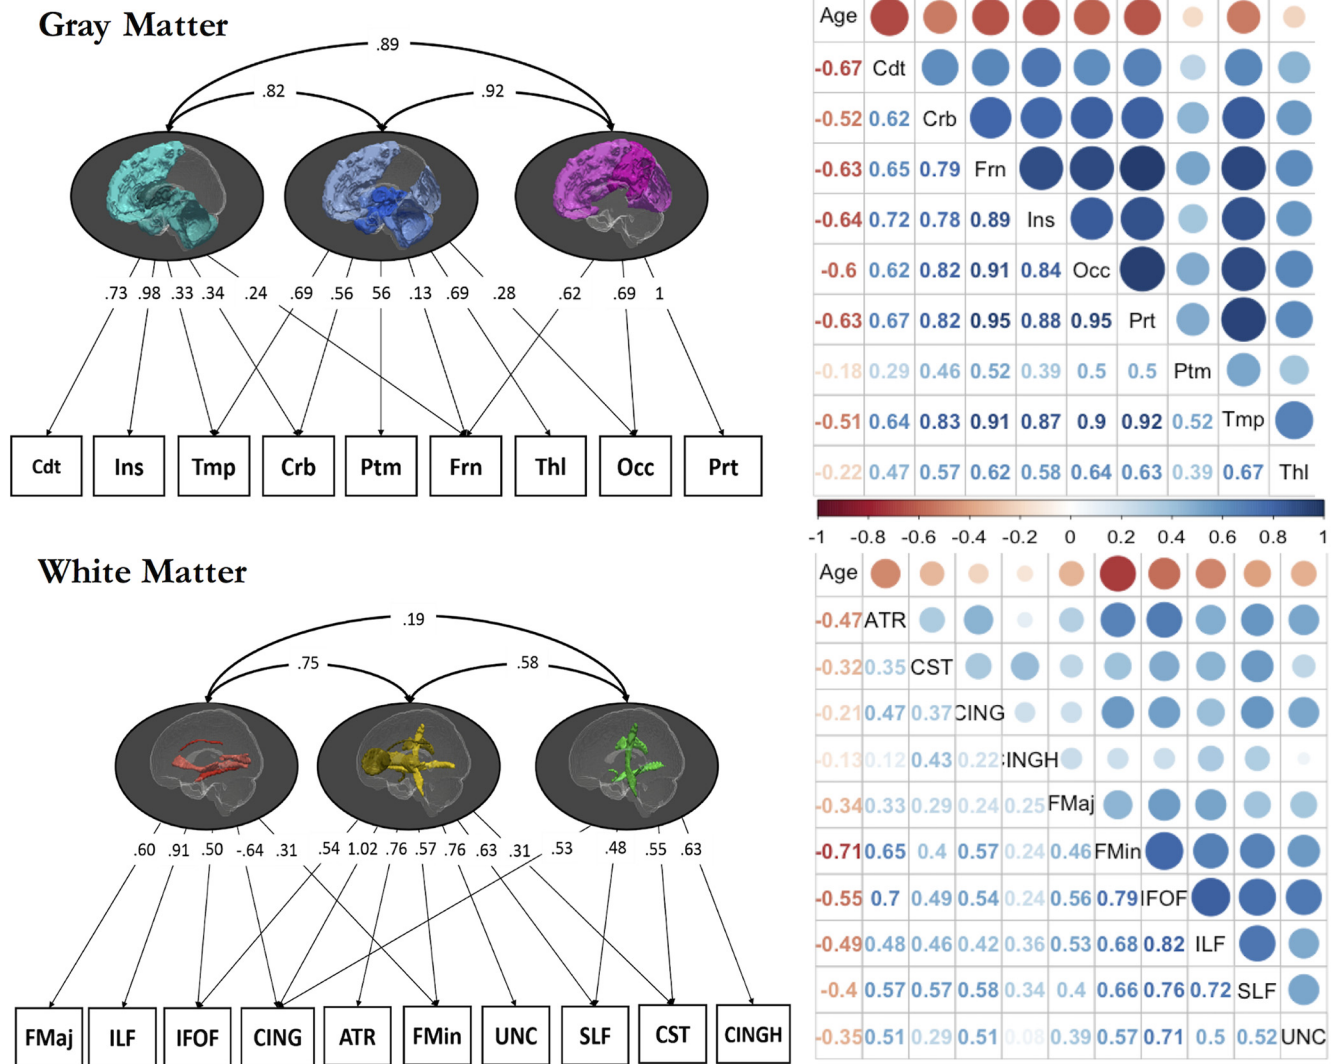 Gray Matter
.89
.82
.92
.73 .98 .33 .34 .24 .69 .56 56 .13 .69 .28 .62 .69 1
Cdt Ins Tmp Crb Ptm Frn Thl Occ Prt
Age
-0.67 Cdt
-0.52 0.62 Crb
-0.63 0.65 0.79 Frn
-0.64 0.72 0.78 0.89 Ins
-0.6 0.62 0.82 0.91 0.84 Occ
-0.63 0.67 0.82 0.95 0.88 0.95 Prt
-0.18 0.29 0.46 0.52 0.39 0.5 0.5 Ptm
-0.51 0.64 0.83 0.91 0.87 0.9 0.92 0.52 Tmp
-0.22 0.47 0.57 0.62 0.58 0.64 0.63 0.39 0.67 Thl
-1 -0.8 -0.6 -0.4 -0.2 0 0.2 0.4 0.6 0.8 1
White Matter
.19
.75
.58
.60 .91 .50 -.64 .31 .54 1.02 .76 .57 .76 .63 .31 .53 .48 .55 .63
FMaj ILF IFOF CING ATR FMin UNC SLF CST CINGH
Age
-0.47 ATR
-0.32 0.35 CST
-0.21 0.47 0.37 CING
-0.13 0.12 0.43 0.22 CINGH
-0.34 0.33 0.29 0.24 0.25 FMaj
-0.71 0.65 0.4 0.57 0.24 0.46 FMin
-0.55 0.7 0.49 0.54 0.24 0.56 0.79 IFOF
-0.49 0.48 0.46 0.42 0.36 0.53 0.68 0.82 ILF
-0.4 0.57 0.57 0.58 0.34 0.4 0.66 0.76 0.72 SLF
-0.35 0.51 0.29 0.51 0.08 0.39 0.57 0.71 0.5 0.52 UNC